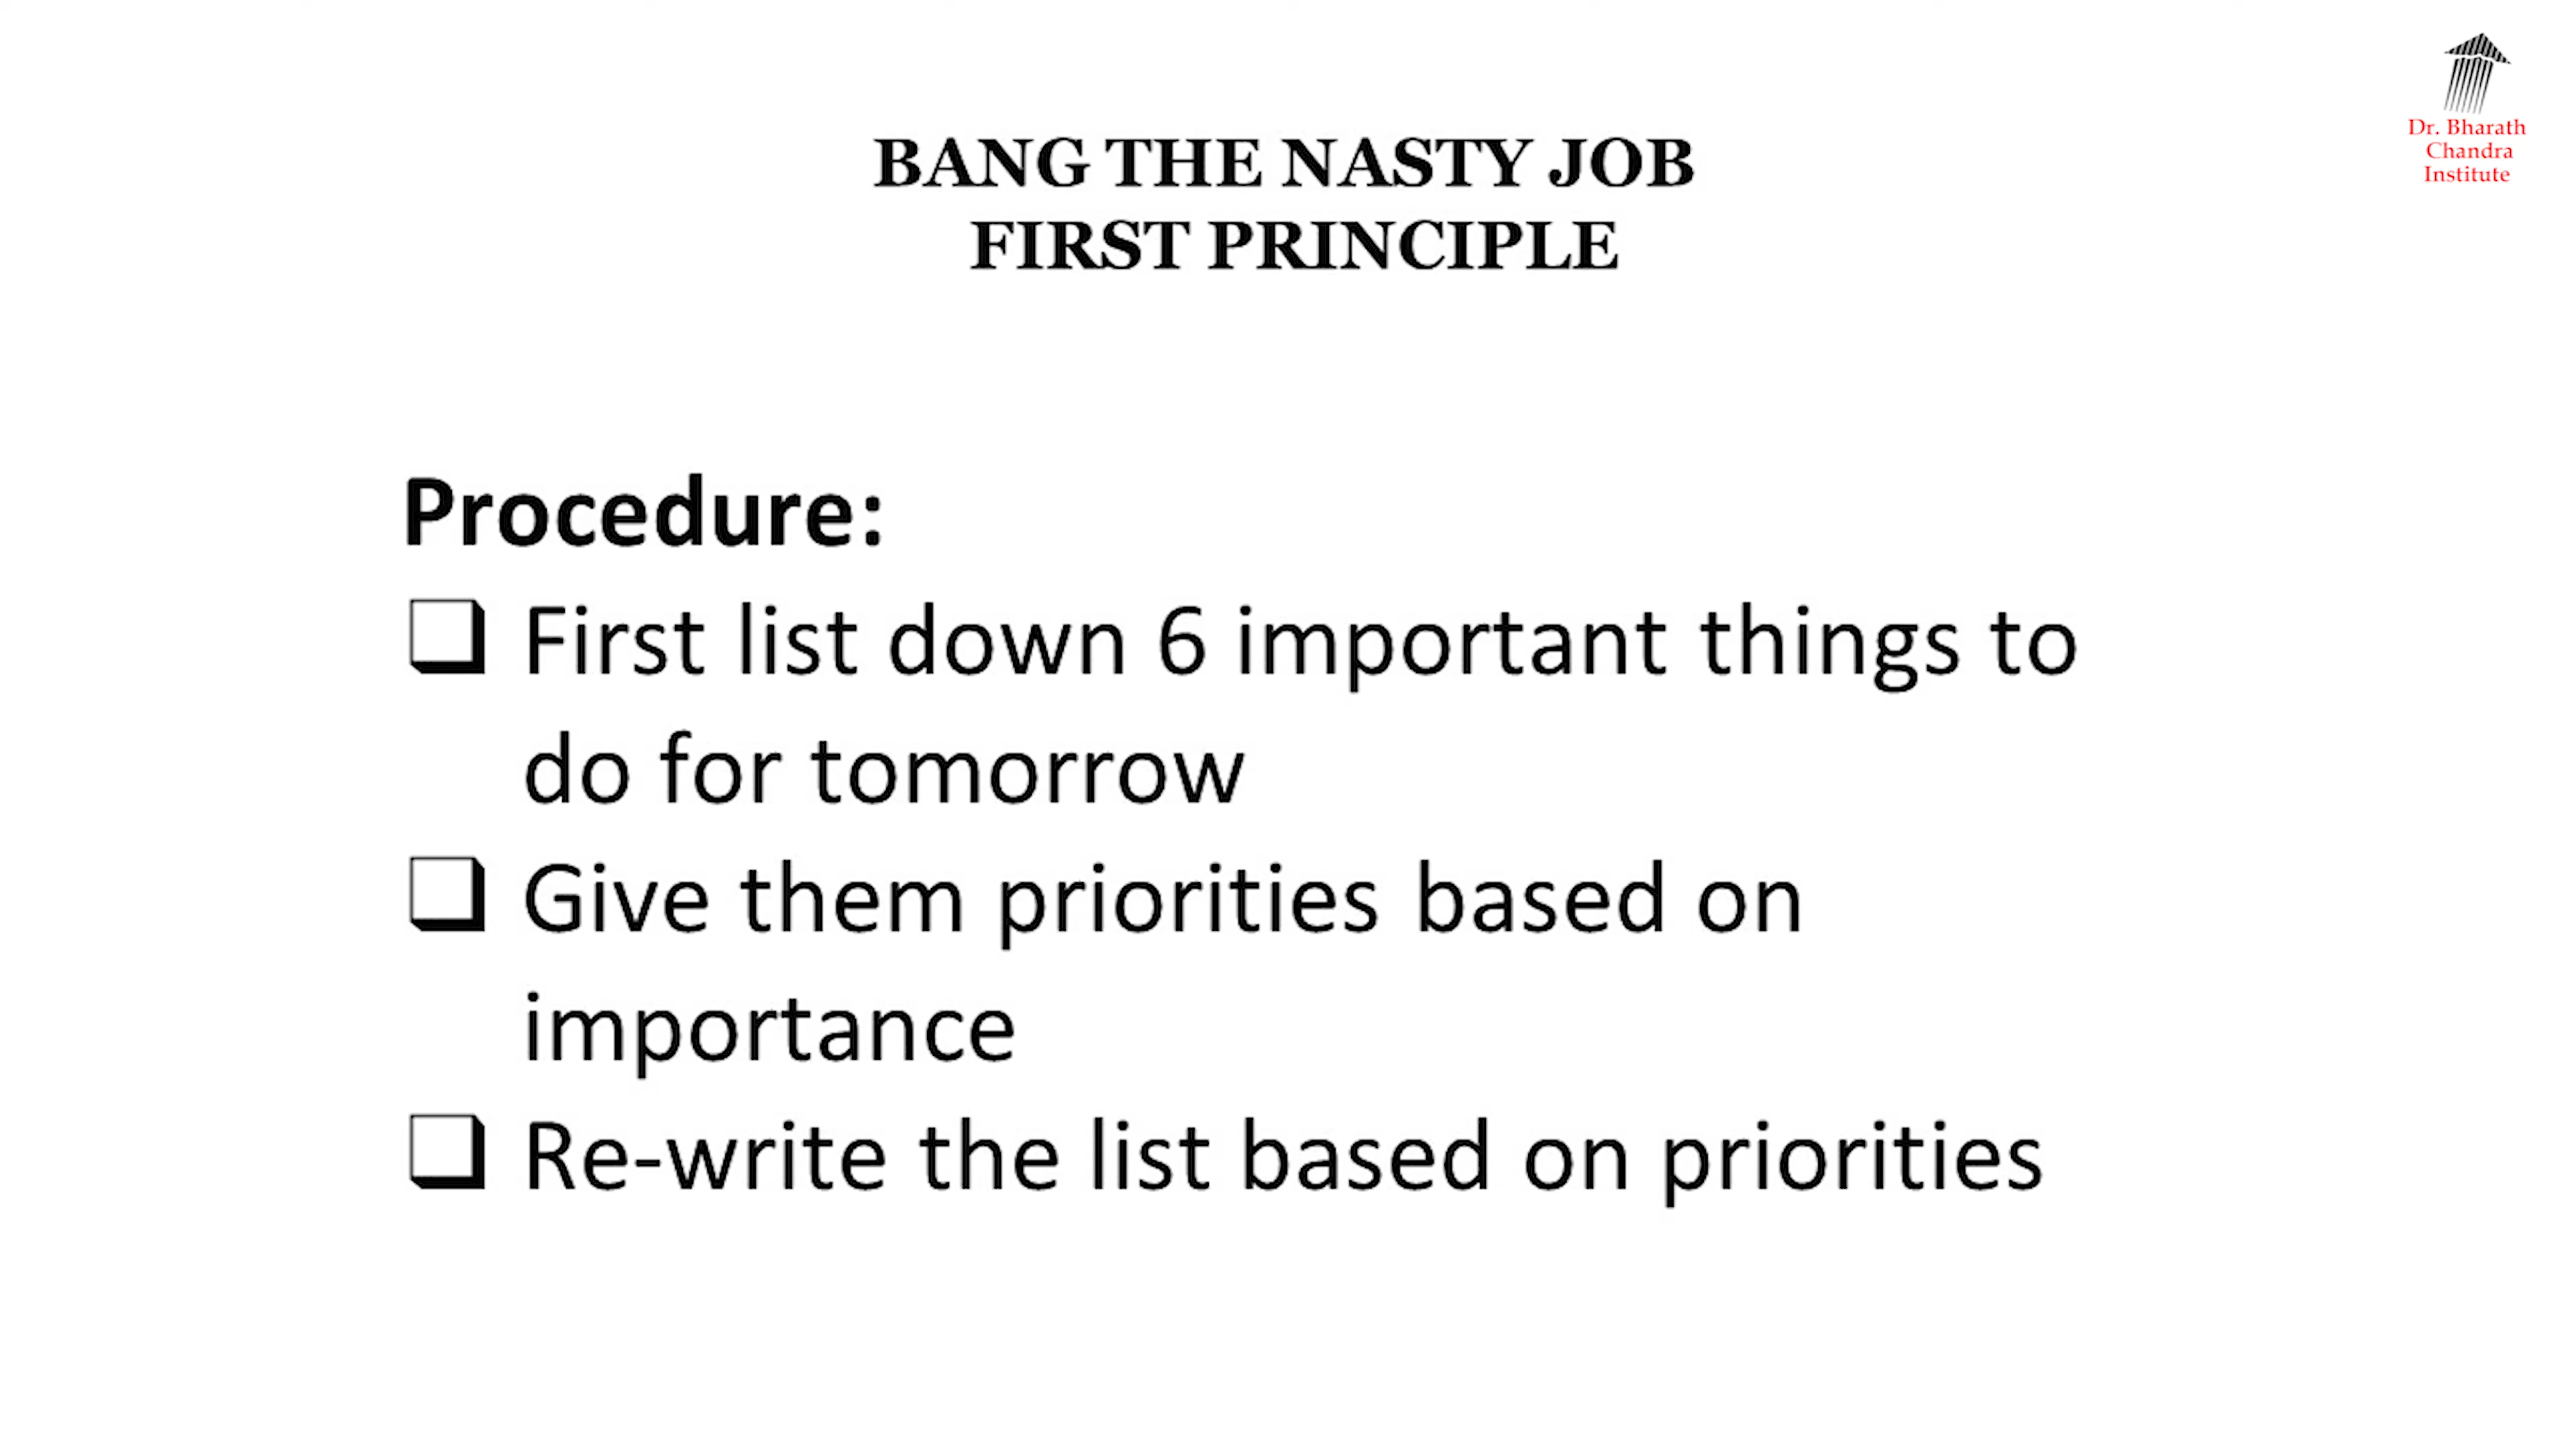 BANG THE NASTY JOB
FIRST PRINCIPLE
Dr. Bharath
Chandra
Institute
Procedure:
❑ First list down 6 important things to
do for tomorrow
❑ Give them priorities based on
importance
❑ Re-write the list based on priorities